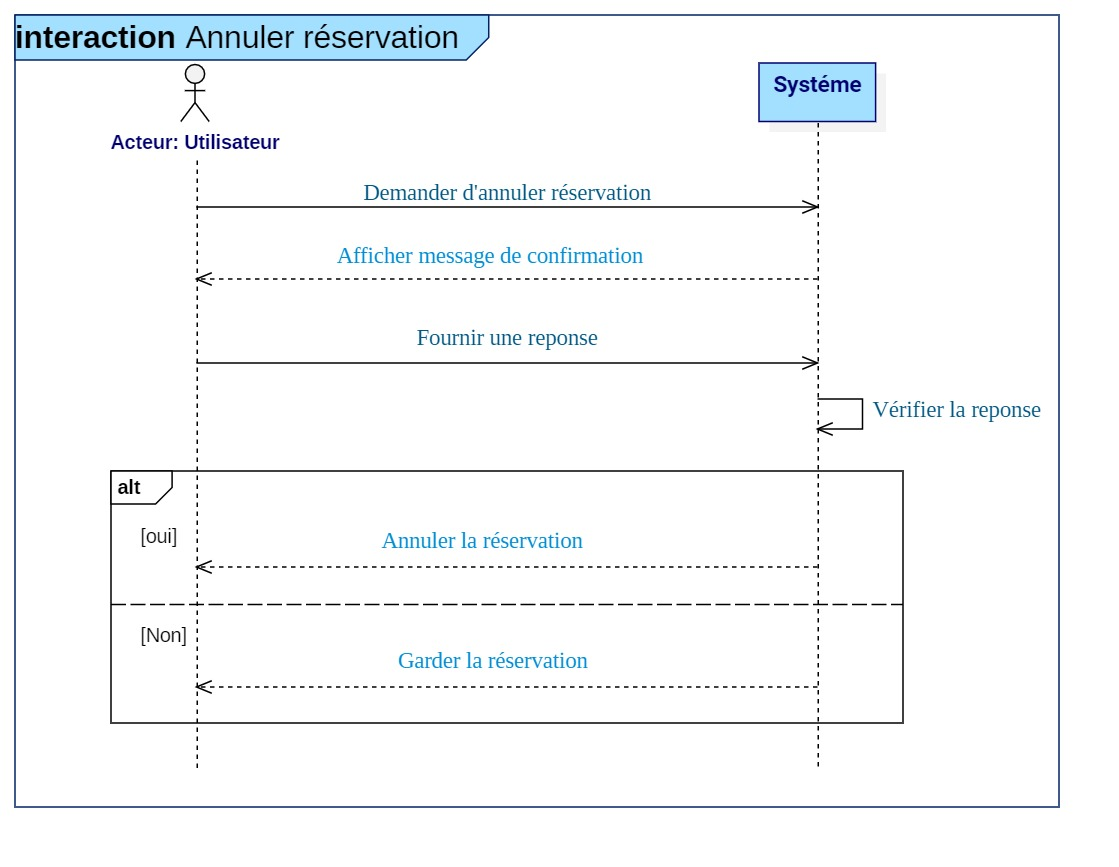 interaction Annuler réservation
Systéme
Acteur: Utilisateur
Demander d'annuler réservation
Afficher message de confirmation
Fournir une reponse
Vérifier la reponse
alt
[oui]
Annuler la réservation
[Non]
Garder la réservation